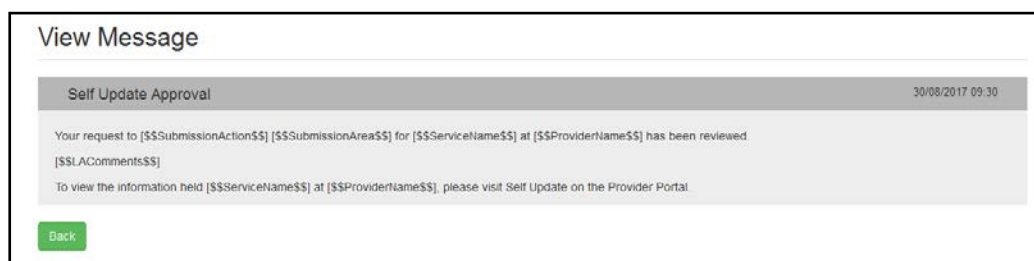 View Message
Self Update Approval 30/08/2017 09:30
Your request to [$$SubmissionAction$$] [$$SubmissionArea$$] for [$$ServiceName$$] at [$$ProviderName$$] has been reviewed.
[$$LAComments$$]
To view the information held [$$ServiceName$$] at [$$ProviderName$$], please visit Self Update on the Provider Portal.
Back